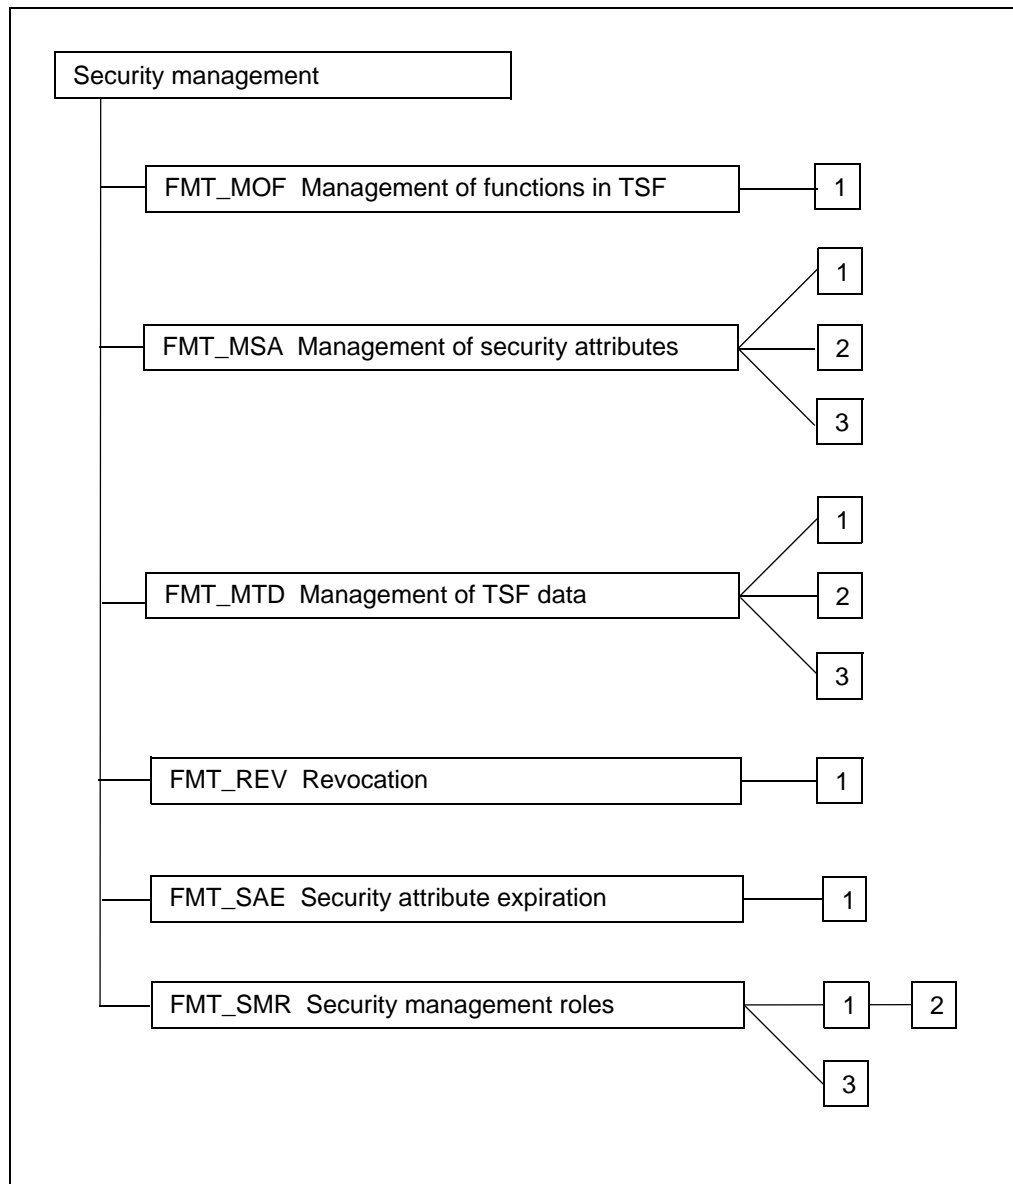 Security management
FMT_MOF Management of functions in TSF
1
1
FMT_MSA Management of security attributes
2
3
1
FMT_MTD Management of TSF data
2
3
FMT_REV Revocation
1
FMT_SAE Security attribute expiration
1
FMT_SMR Security management roles
1
2
3